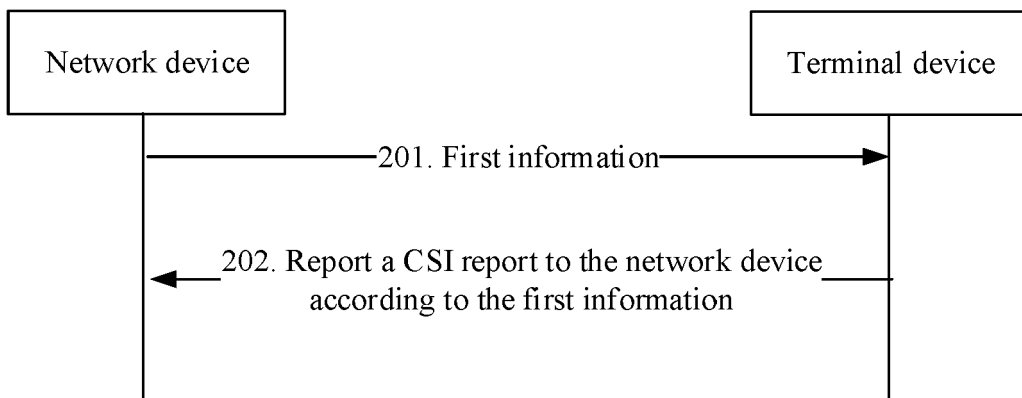 Network device
Terminal device
201. First information
202. Report a CSI report to the network device
according to the first information